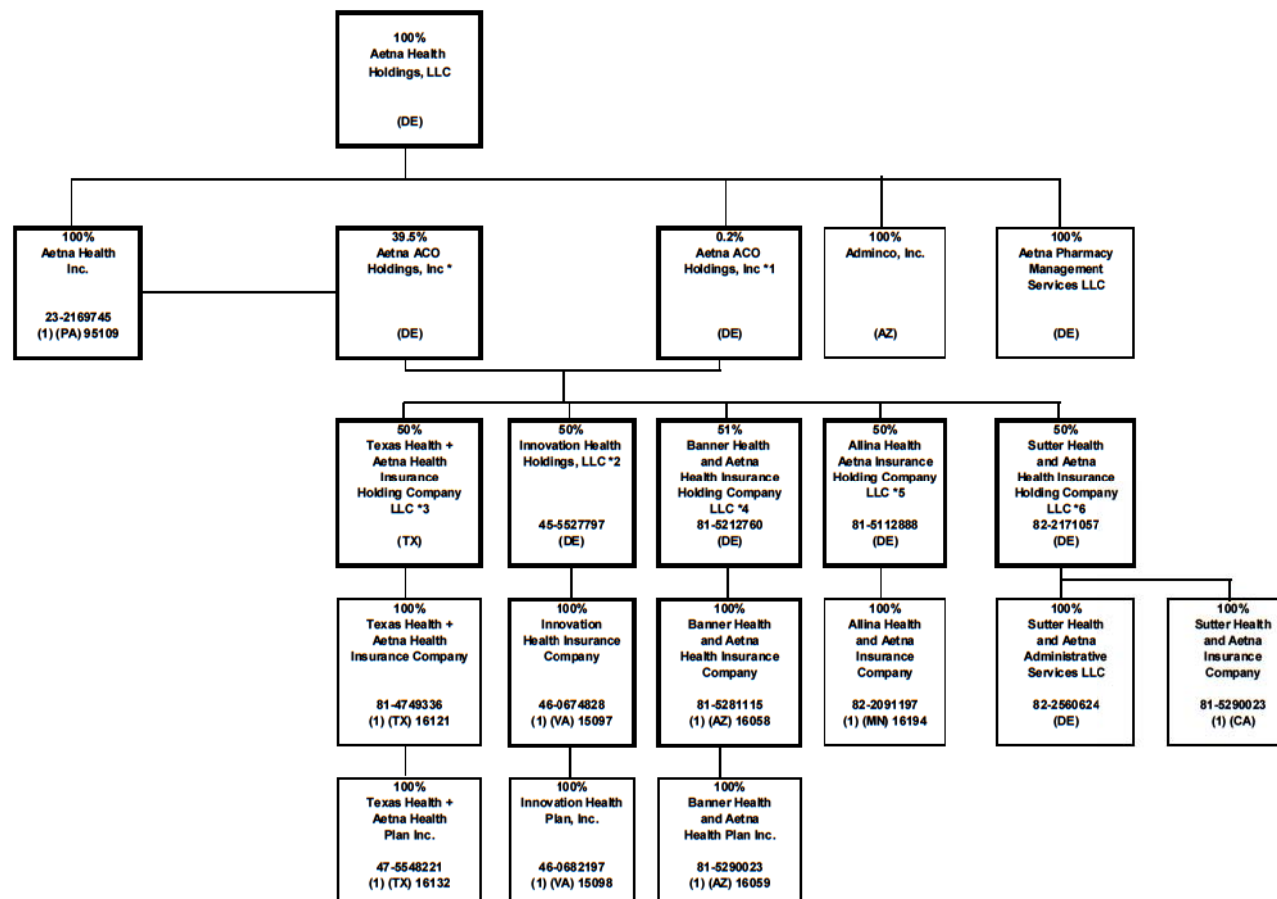 100%
Aetna Health
Holdings, LLC
(DE)
100%
Aetna Health
Inc.
23-2169745
(1) (PA) 95109
39.5%
Aetna ACO
Holdings, Inc *
(DE)
0.2%
Aetna ACO
Holdings, Inc *1
(DE)
100%
Adminco, Inc.
(AZ)
100%
Aetna Pharmacy
Management
Services LLC
(DE)
50%
Texas Health +
Aetna Health
Insurance
Holding Company
LLC *3
(TX)
50%
Innovation Health
Holdings, LLC *2
45-5527797
(DE)
51%
Banner Health
and Aetna
Health Insurance
Holding Company
LLC *4
81-5212760
(DE)
50%
Allina Health
Aetna Insurance
Holding Company
LLC *5
81-5112888
(DE)
50%
Sutter Health
and Aetna
Health Insurance
Holding Company
LLC *6
82-2171057
(DE)
100%
Texas Health +
Aetna Health
Insurance Company
81-4749336
(1) (TX) 16121
100%
Innovation
Health Insurance
Company
46-0674828
(1) (VA) 15097
100%
Banner Health
and Aetna
Health Insurance
Company
81-5281115
(1) (AZ) 16058
100%
Allina Health
and Aetna
Insurance
Company
82-2091197
(1) (MN) 16194
100%
Sutter Health
and Aetna
Administrative
Services LLC
82-2560624
(DE)
100%
Sutter Health
and Aetna
Insurance
Company
81-5290023
(1) (CA)
100%
Texas Health +
Aetna Health
Plan Inc.
47-5548221
(1) (TX) 16132
100%
Innovation Health
Plan, Inc.
46-0682197
(1) (VA) 15098
100%
Banner Health
and Aetna
Health Plan Inc.
81-5290023
(1) (AZ) 16059